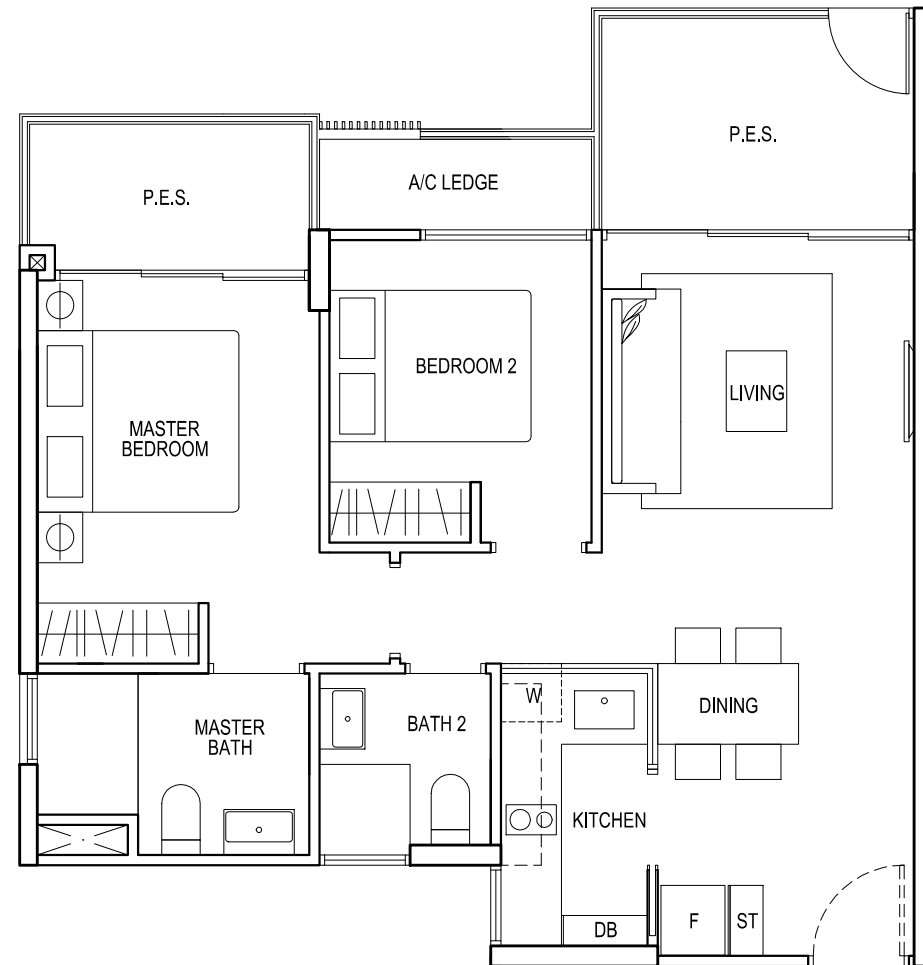 P.E.S.
P.E.S.
A/C LEDGE
BEDROOM 2
LIVING
MASTER
BEDROOM
W
DINING
MASTER
BATH
BATH 2
KITCHEN
F
ST
DB